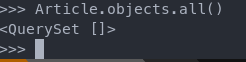 >>> Article.objects.all()
<QuerySet []>
>>>